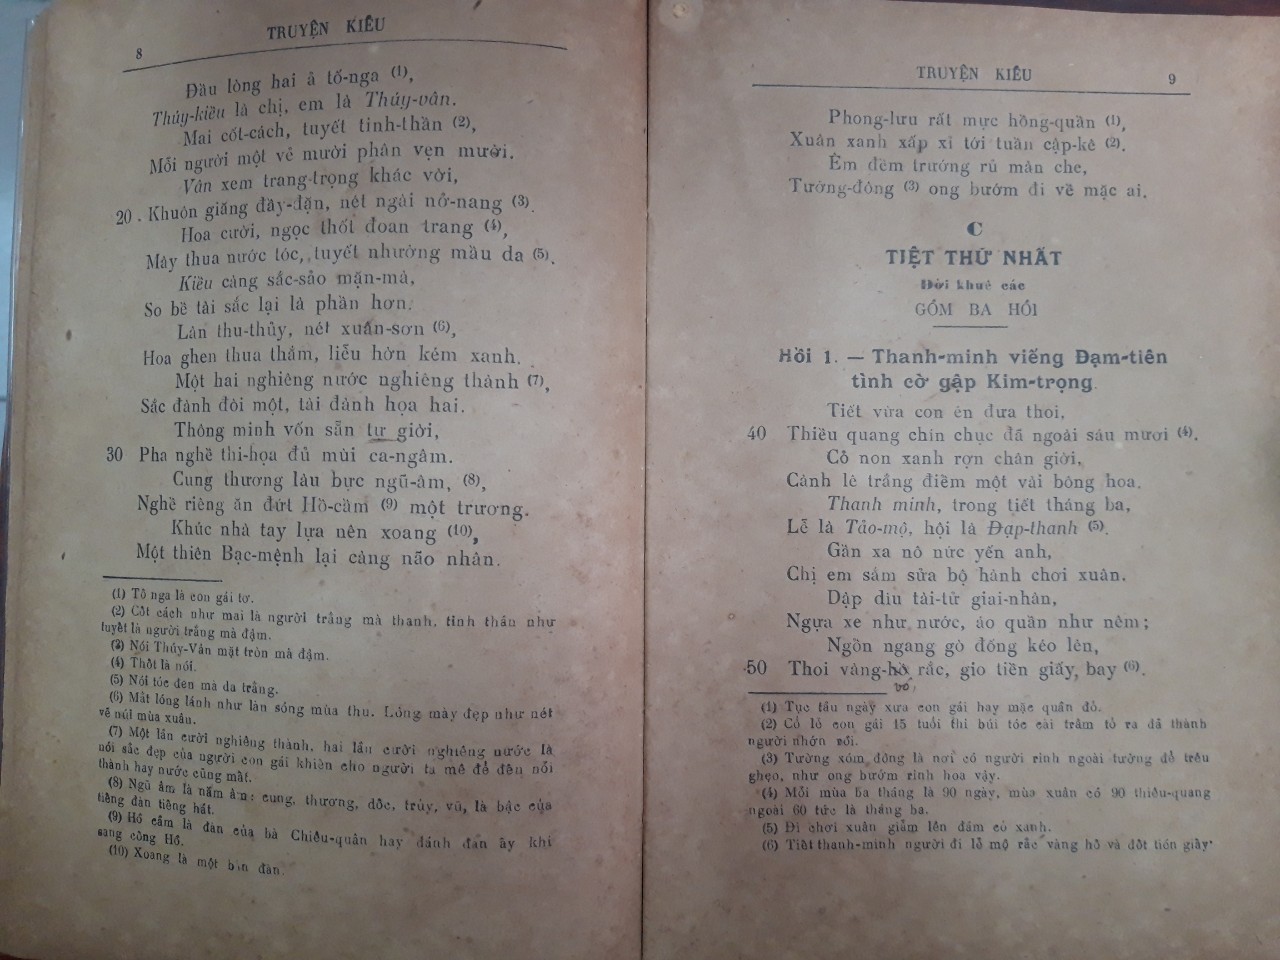 8
TRUYỆN KIỀU
Đầu lòng hai ả tố-nga (1),
Thúy-kiều là chị, em là Thúy-vân.
Mai cốt-cách, tuyết tinh-thần (2),
Mỗi người một vẻ mười phân vẹn mười.
Vân xem trang-trọng khác vời,
20. Khuôn giăng đầy-đặn, nét ngài nở-nang (3).
Hoa cười, ngọc thốt đoan trang (4),
Mây thua nước tóc, tuyết nhường mầu da (5).
Kiều càng sắc-sảo mặn-mà,
So bề tài sắc lại là phần hơn.
Làn thu-thủy, nét xuân-sơn (6),
Hoa ghen thua thắm, liễu hờn kém xanh.
Một hai nghiêng nước nghiêng thành (7),
Sắc đành đòi một, tài đành họa hai.
Thông minh vốn sẵn tư giời,
30 Pha nghề thi-họa đủ mùi ca-ngâm.
Cung thương làu bực ngũ-âm, (8),
Nghề riêng ăn đứt Hồ-cầm (9) một trương.
Khúc nhà tay lựa nên xoang (10),
Một thiên Bạc-mệnh lại càng não nhân.
(1) Tố nga là con gái tơ.
(2) Cốt cách như mai là người trắng mà thanh, tinh thần như
tuyết là người trắng mà đậm.
(3) Nói Thúy-Vân mặt tròn mà đậm.
(4) Thốt là nói.
(5) Nói tóc đen mà da trắng.
(6) Mắt lóng lánh như làn sóng mùa thu. Lông mày đẹp như nét
vẽ núi mùa xuân.
(7) Một lần cười nghiêng thành, hai lần cười nghiêng nước là
nói sắc đẹp của người con gái khiến cho người ta mê để đến nỗi
thành hay nước cũng mất.
(8) Ngũ âm là năm âm: cung, thương, dốc, trủy, vũ, là bậc của
tiếng đàn tiếng hát.
(9) Hồ cầm là đàn của bà Chiêu-quân hay đánh đàn ấy khi
sang cống Hồ.
(10) Xoang là một bản đàn.
TRUYỆN KIỀU
9
Phong-lưu rất mực hồng-quần (1),
Xuân xanh xấp xỉ tới tuần cập-kê (2).
Êm đềm trướng rủ màn che,
Tường-đông (3) ong bướm đi về mặc ai.
C
TIẾT THỨ NHẤT
Đời khuê các
GỒM BA HỒI
Hồi 1. — Thanh-minh viếng Đạm-tiên
tình cờ gặp Kim-trọng.
Tiết vừa con én đưa thoi,
40 Thiều quang chín chục đã ngoài sáu mươi (4).
Cỏ non xanh rợn chân giời,
Cành lê trắng điểm một vài bông hoa.
Thanh minh, trong tiết tháng ba,
Lễ là Tảo-mộ, hội là Đạp-thanh (5).
Gần xa nô nức yến anh,
Chị em sắm sửa bộ hành chơi xuân.
Dập dìu tài-tử giai-nhân,
Ngựa xe như nước, áo quần như nêm;
Ngổn ngang gò đống kéo lên,
50 Thoi vàng-hồ rắc, gio tiền giấy, bay (6).
vó
(1) Tục tầu ngày xưa con gái hay mặc quần đỏ.
(2) Cổ lỏ con gái 15 tuổi thì búi tóc cài trâm tỏ ra đã thành
người nhớn rồi.
(3) Tường xóm đông là nơi có người rình ngoài tường để trêu
ghẹo, như ong bướm rình hoa vậy.
(4) Mỗi mùa ba tháng là 90 ngày, mùa xuân có 90 thiều-quang
ngoài 60 tức là tháng ba.
(5) Đi chơi xuân giẫm lên đám cỏ xanh.
(6) Tiết thanh-minh người đi lễ mộ rắc vàng hồ và đốt tiền giấy.